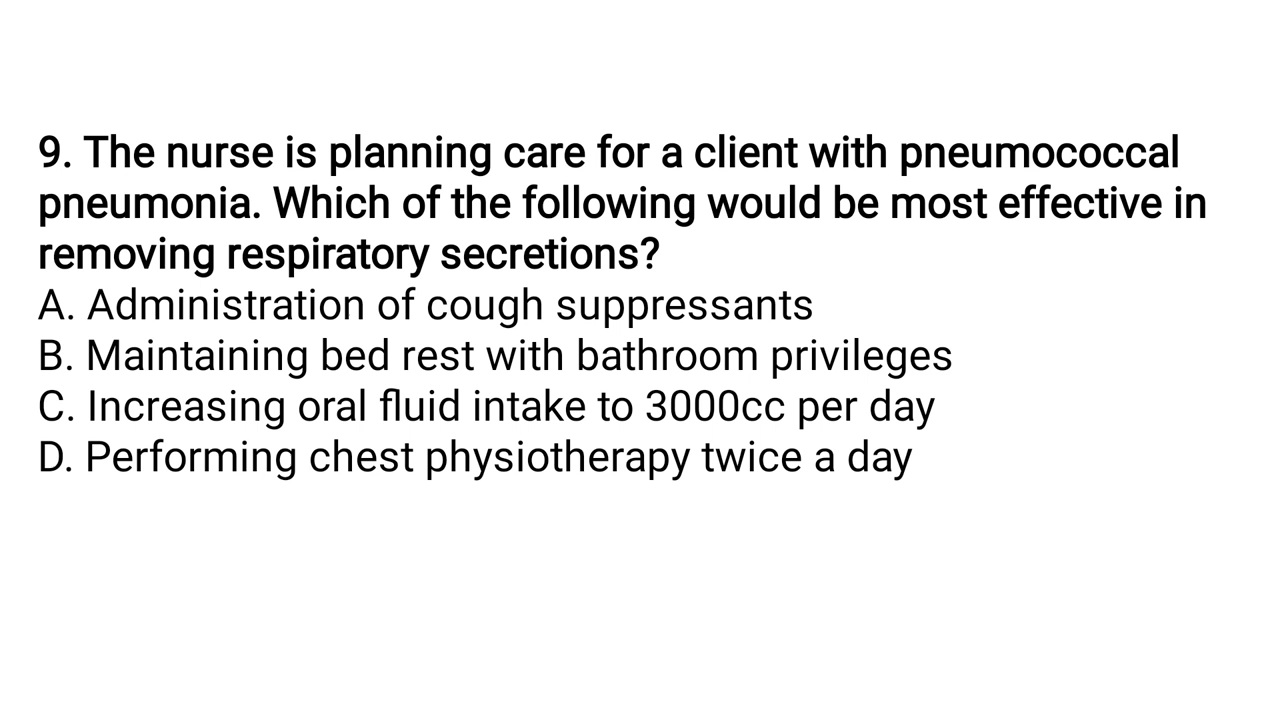 9. The nurse is planning care for a client with pneumococcal
pneumonia. Which of the following would be most effective in
removing respiratory secretions?
A. Administration of cough suppressants
B. Maintaining bed rest with bathroom privileges
C. Increasing oral fluid intake to 3000cc per day
D. Performing chest physiotherapy twice a day